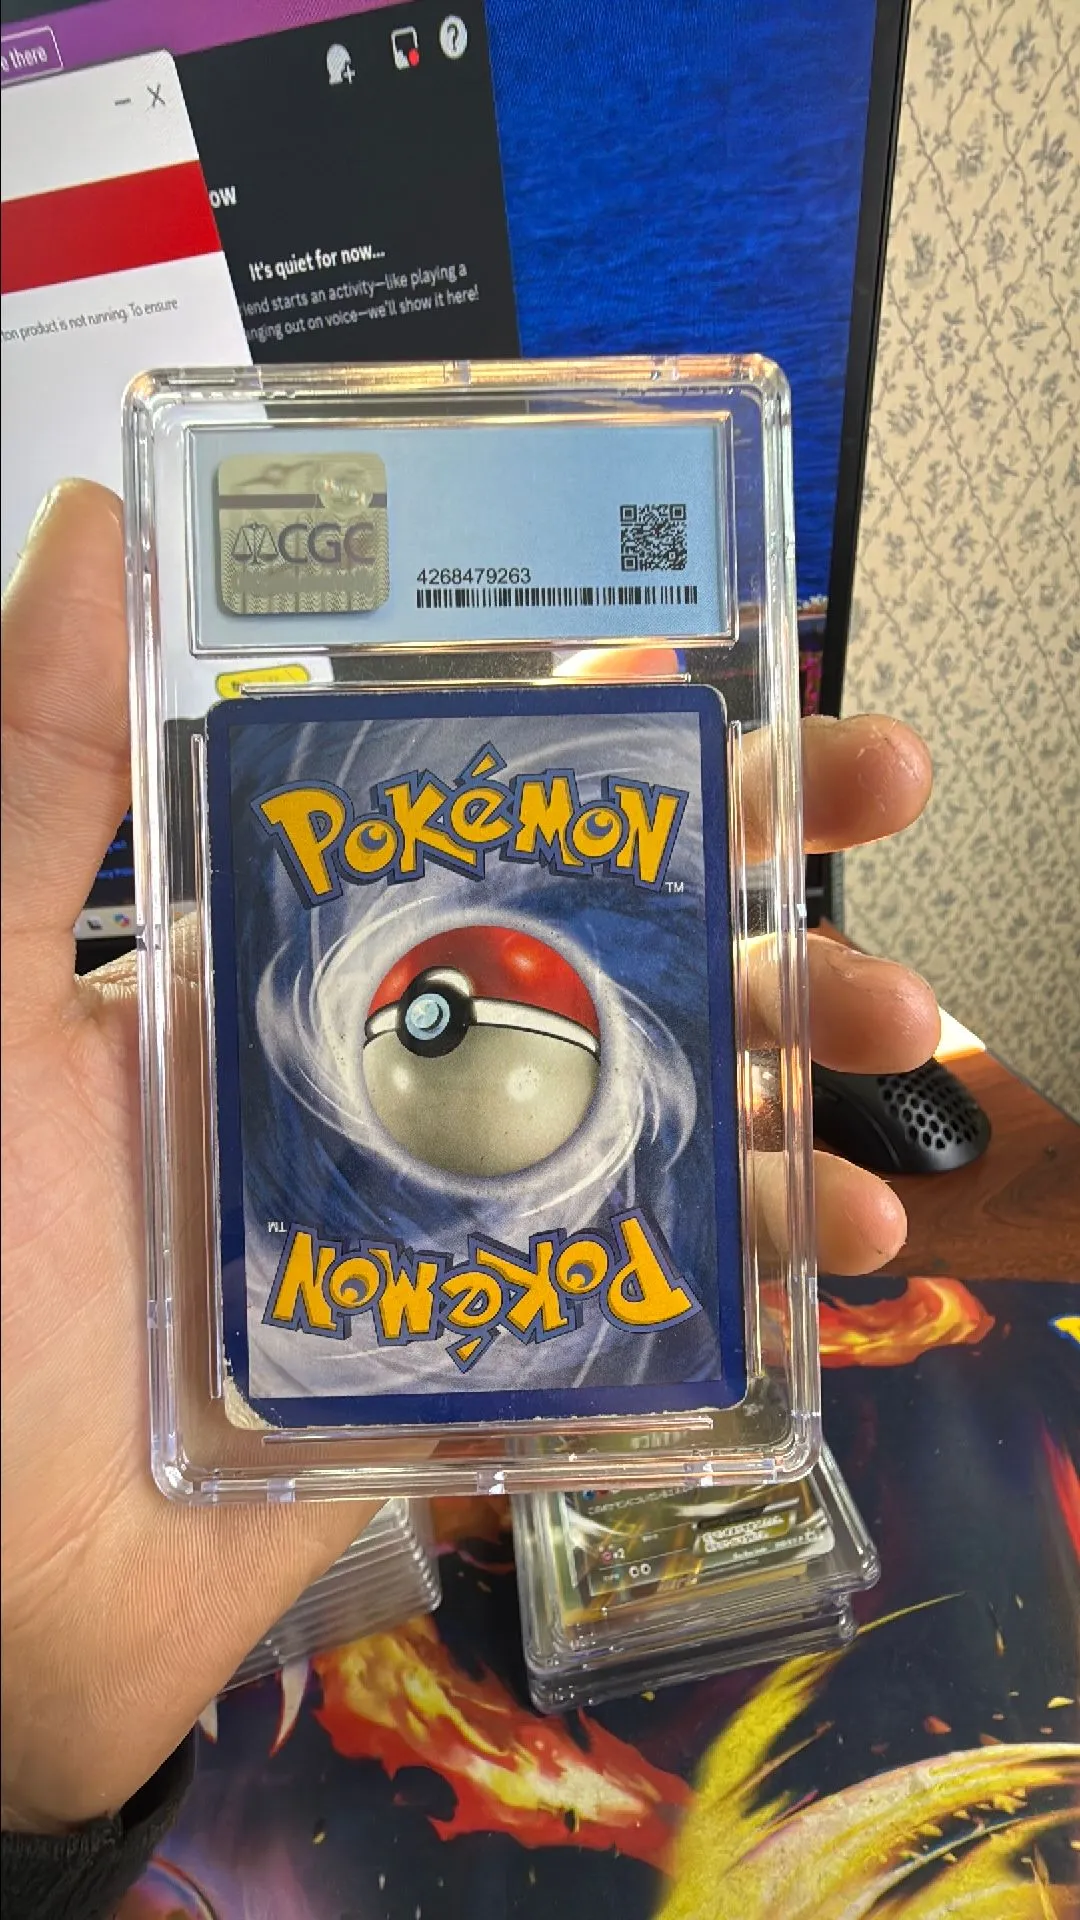 e there
?
ow
It's quiet for now...
iend starts an activity—like playing a
nging out on voice—we'll show it here!
ton product is not running. To ensure
CGC
4268479263
POKéMON
TM
TM
POKéMON